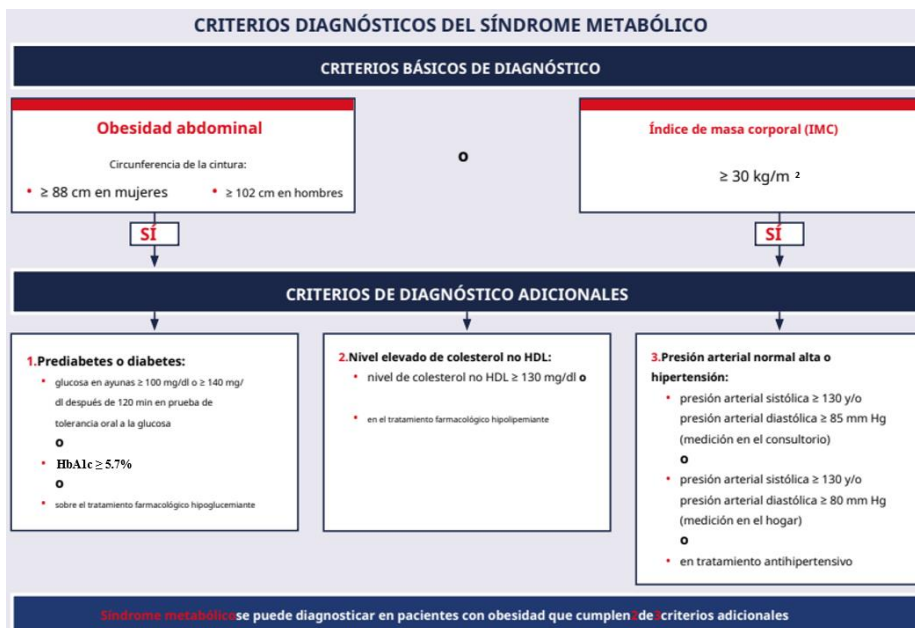 CRITERIOS DIAGNÓSTICOS DEL SÍNDROME METABÓLICO
CRITERIOS BÁSICOS DE DIAGNÓSTICO
Obesidad abdominal
Circunferencia de la cintura:
• ≥ 88 cm en mujeres • ≥ 102 cm en hombres
o
Índice de masa corporal (IMC)
≥ 30 kg/m ²
SÍ
SÍ
CRITERIOS DE DIAGNÓSTICO ADICIONALES
1.Prediabetes o diabetes:
• glucosa en ayunas ≥ 100 mg/dl o ≥ 140 mg/
dl después de 120 min en prueba de
tolerancia oral a la glucosa
o
• HbA1c ≥ 5.7%
o
• sobre el tratamiento farmacológico hipoglucemiante
2.Nivel elevado de colesterol no HDL:
• nivel de colesterol no HDL ≥ 130 mg/dl o
• en el tratamiento farmacológico hipolipemiante
3.Presión arterial normal alta o
hipertensión:
• presión arterial sistólica ≥ 130 y/o
presión arterial diastólica ≥ 85 mm Hg
(medición en el consultorio)
o
• presión arterial sistólica ≥ 130 y/o
presión arterial diastólica ≥ 80 mm Hg
(medición en el hogar)
o
• en tratamiento antihipertensivo
Síndrome metabólicose puede diagnosticar en pacientes con obesidad que cumplen2de3criterios adicionales